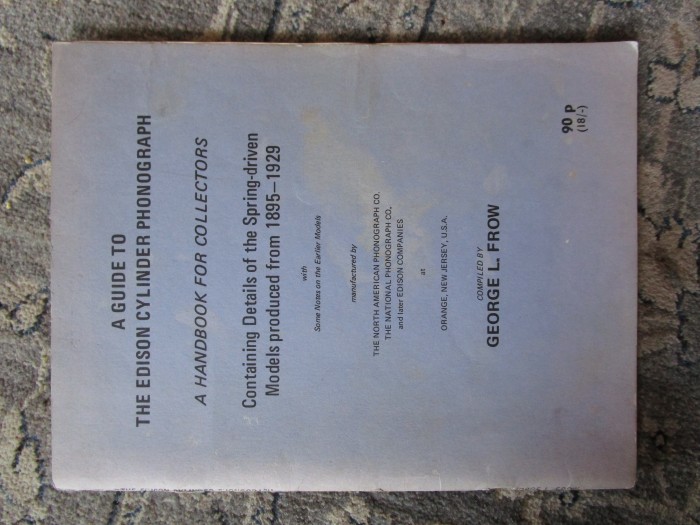 A GUIDE TO
THE EDISON CYLINDER PHONOGRAPH
A HANDBOOK FOR COLLECTORS
Containing Details of the Spring-driven
Models produced from 1895–1929
with
Some Notes on the Earlier Models
manufactured by
THE NORTH AMERICAN PHONOGRAPH CO.
THE NATIONAL PHONOGRAPH CO,
and later EDISON COMPANIES
at
ORANGE, NEW JERSEY, U.S.A.
COMPILED BY
GEORGE L. FROW
90 p
(18/-)